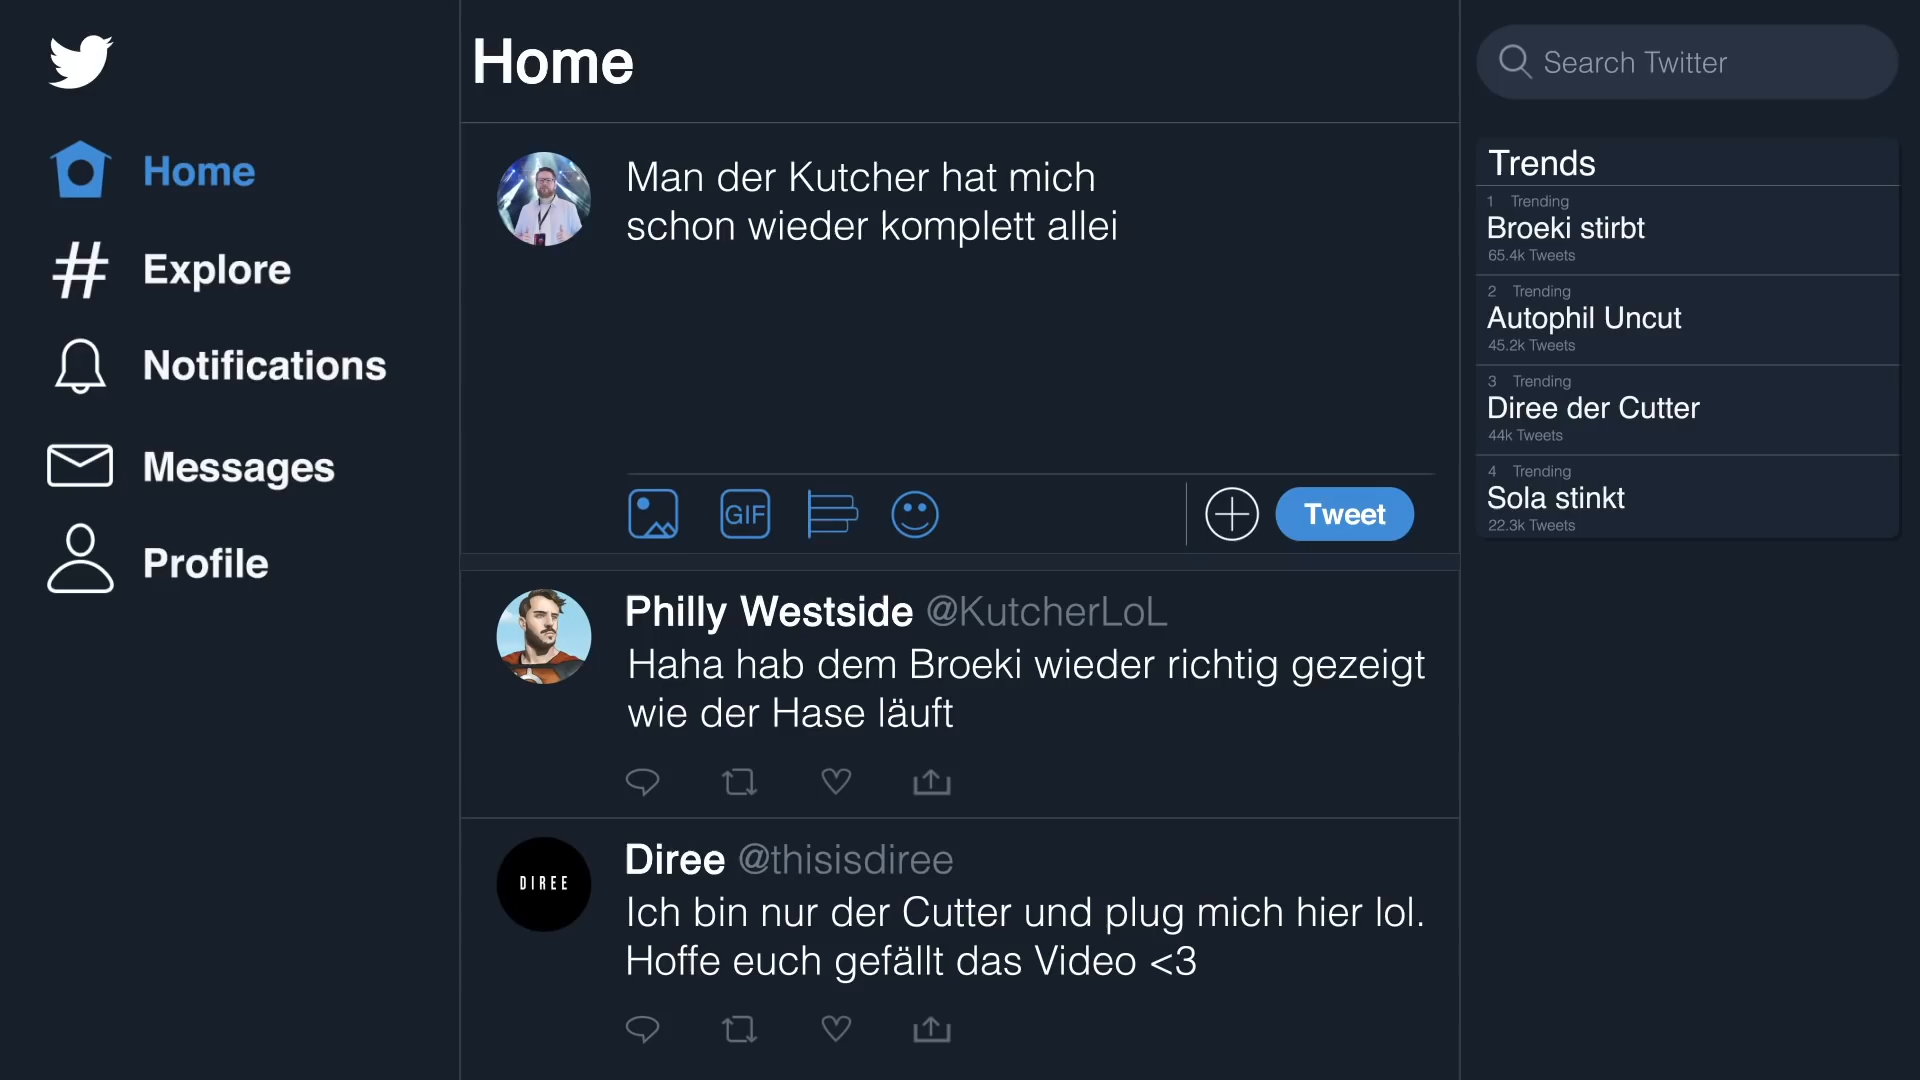 Home
Explore
Notifications
Messages
Profile
Home
Man der Kutcher hat mich
schon wieder komplett allei
GIF
Tweet
Philly Westside @KutcherLoL
Haha hab dem Broeki wieder richtig gezeigt
wie der Hase läuft
DIREE
Diree @thisisdiree
Ich bin nur der Cutter und plug mich hier lol.
Hoffe euch gefällt das Video <3
Search Twitter
Trends
1 Trending
Broeki stirbt
65.4k Tweets
2 Trending
Autophil Uncut
45.2k Tweets
3 Trending
Diree der Cutter
44k Tweets
4 Trending
Sola stinkt
22.3k Tweets